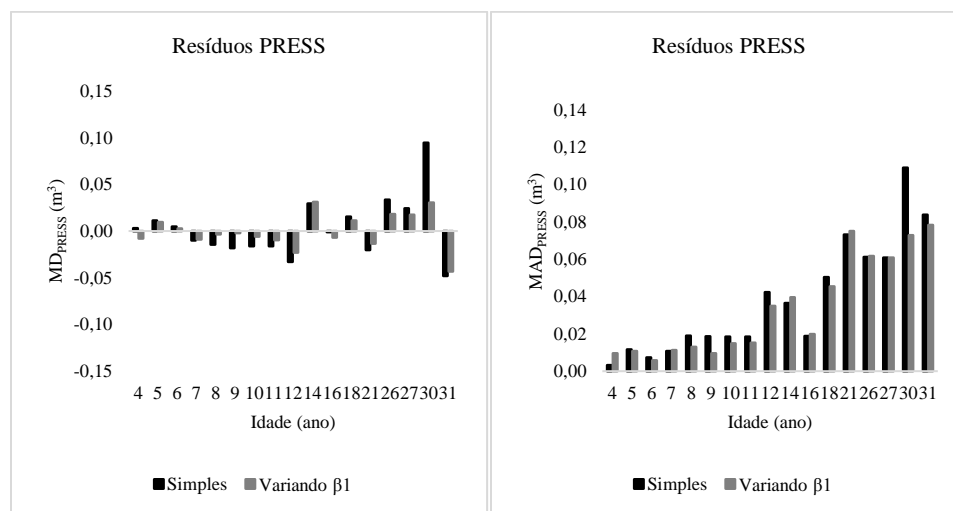 Resíduos PRESS
MD_PRESS (m³)
0,15
0,10
0,05
0,00
-0,05
-0,10
-0,15
4 5 6 7 8 9 10 11 12 14 16 18 21 26 27 30 31
Idade (ano)
Simples Variando β1
Resíduos PRESS
MAD_PRESS (m³)
0,14
0,12
0,10
0,08
0,06
0,04
0,02
0,00
4 5 6 7 8 9 10 11 12 14 16 18 21 26 27 30 31
Idade (ano)
Simples Variando β1